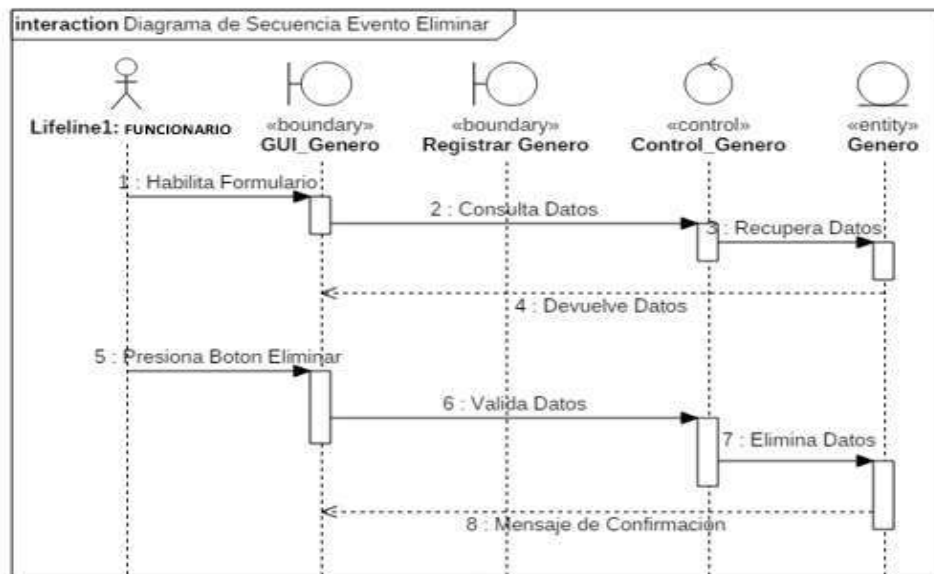 interaction Diagrama de Secuencia Evento Eliminar
Lifeline1: FUNCIONARIO
«boundary»
GUI_Genero
«boundary»
Registrar Genero
«control»
Control_Genero
«entity»
Genero
1 : Habilita Formulario
2 : Consulta Datos
3 : Recupera Datos
4 : Devuelve Datos
5 : Presiona Boton Eliminar
6 : Valida Datos
7 : Elimina Datos
8 : Mensaje de Confirmación